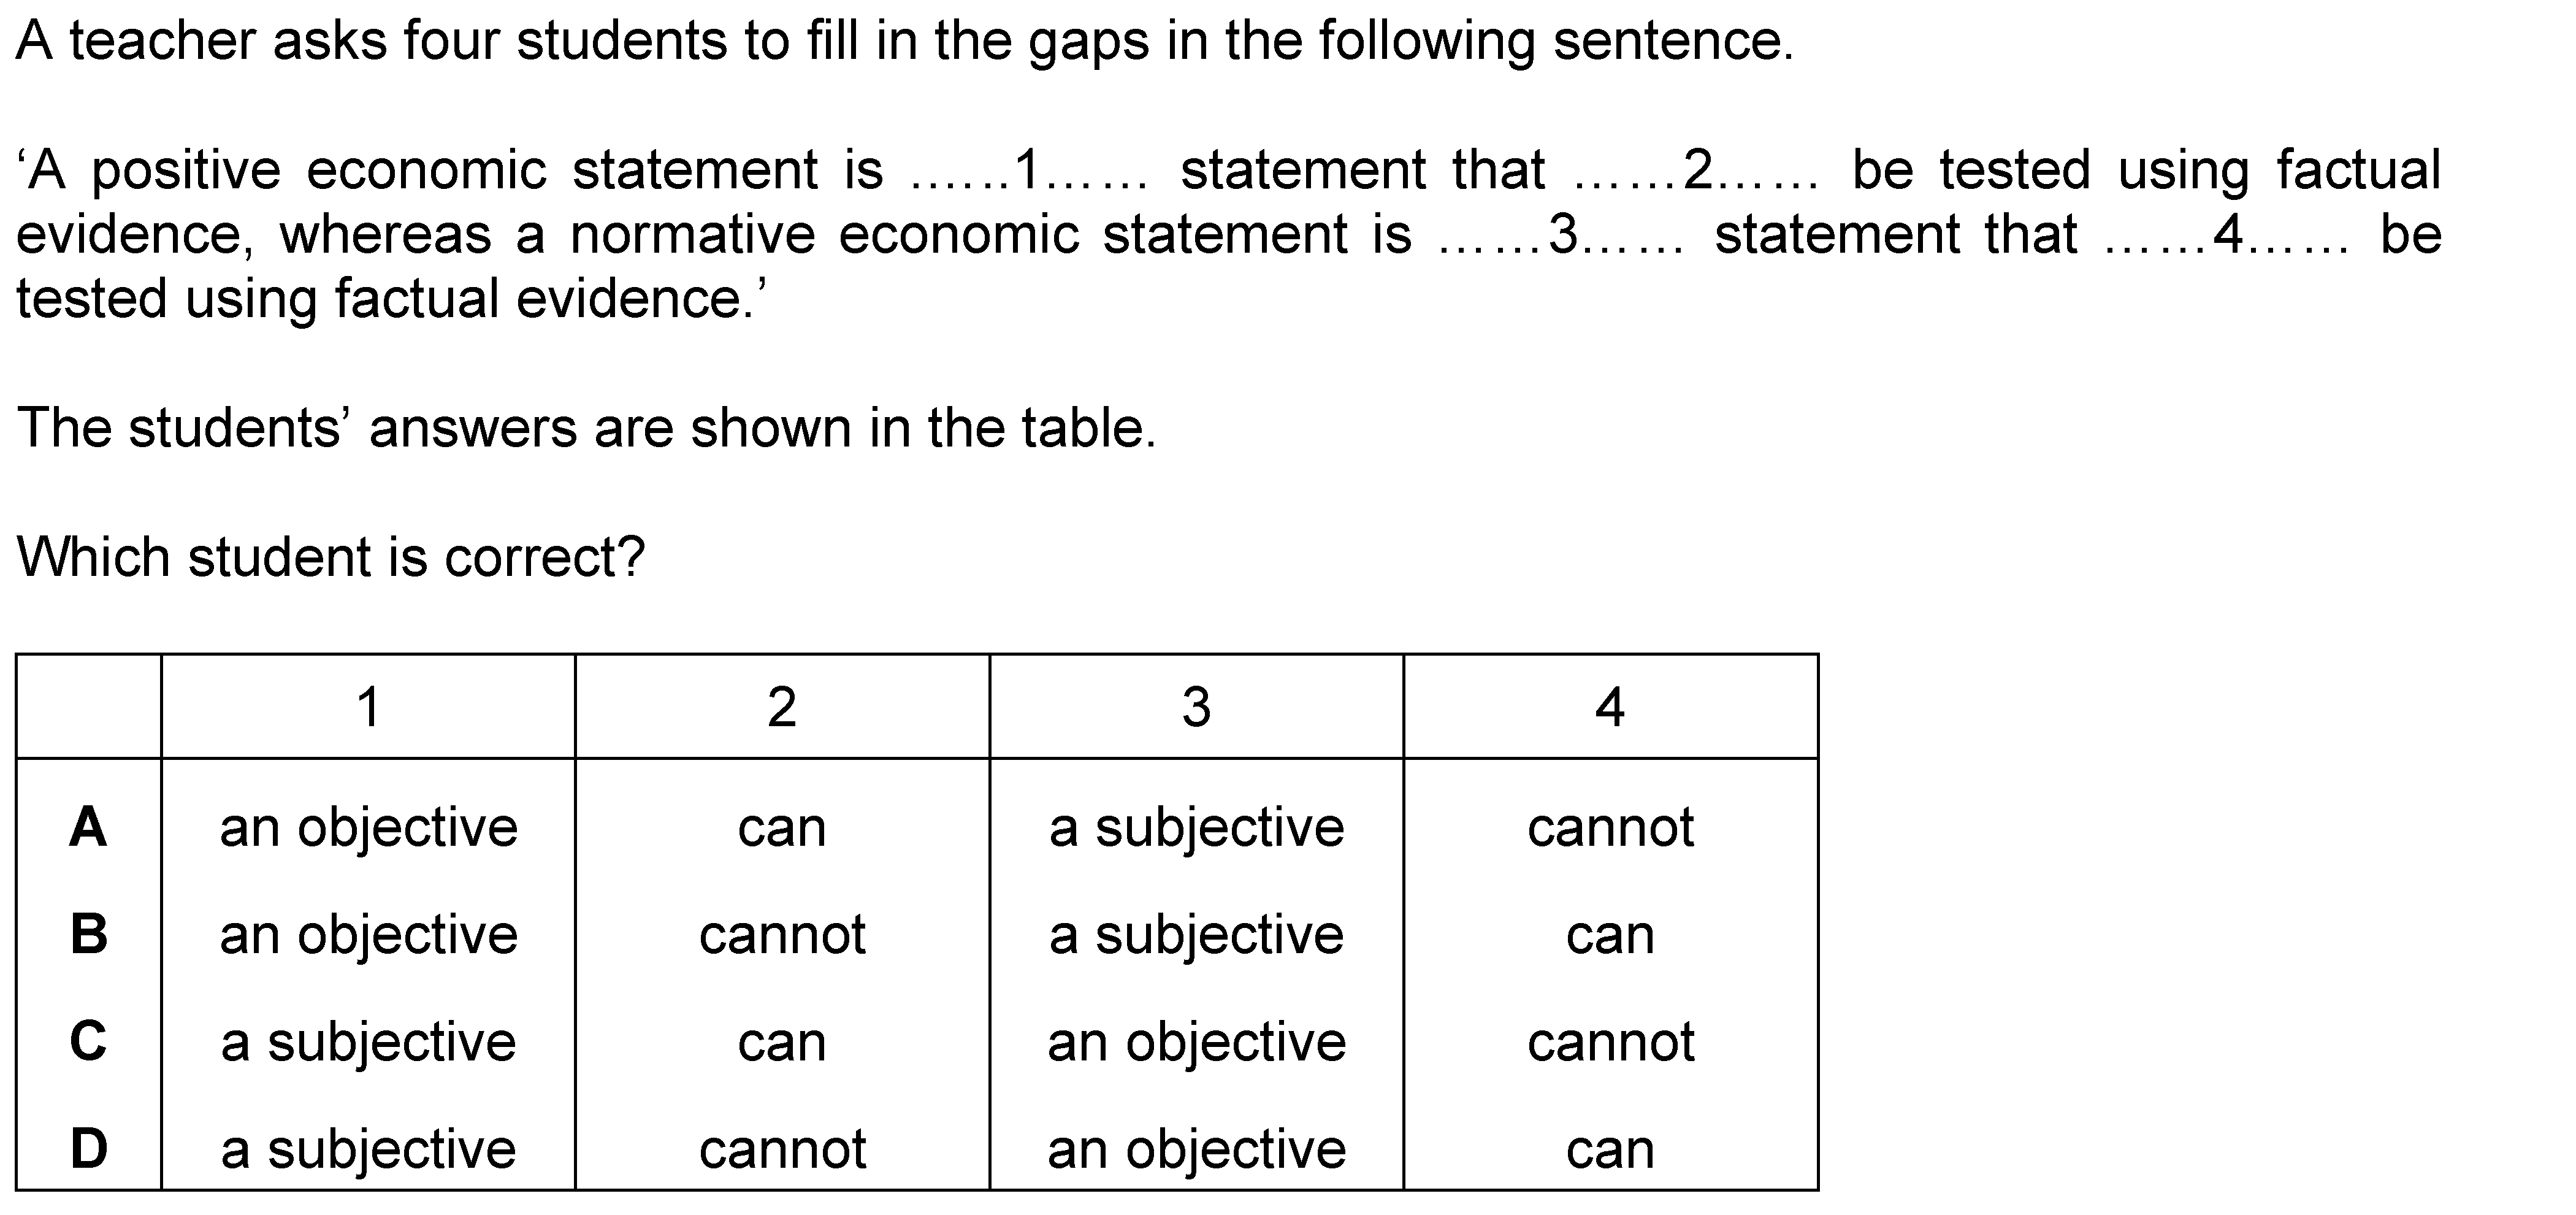 A teacher asks four students to fill in the gaps in the following sentence.
‘A positive economic statement is ……1…… statement that ……2…… be tested using factual
evidence, whereas a normative economic statement is ……3…… statement that ……4…… be
tested using factual evidence.’
The students’ answers are shown in the table.
Which student is correct?
1 2 3 4
A an objective can a subjective cannot
B an objective cannot a subjective can
C a subjective can an objective cannot
D a subjective cannot an objective can